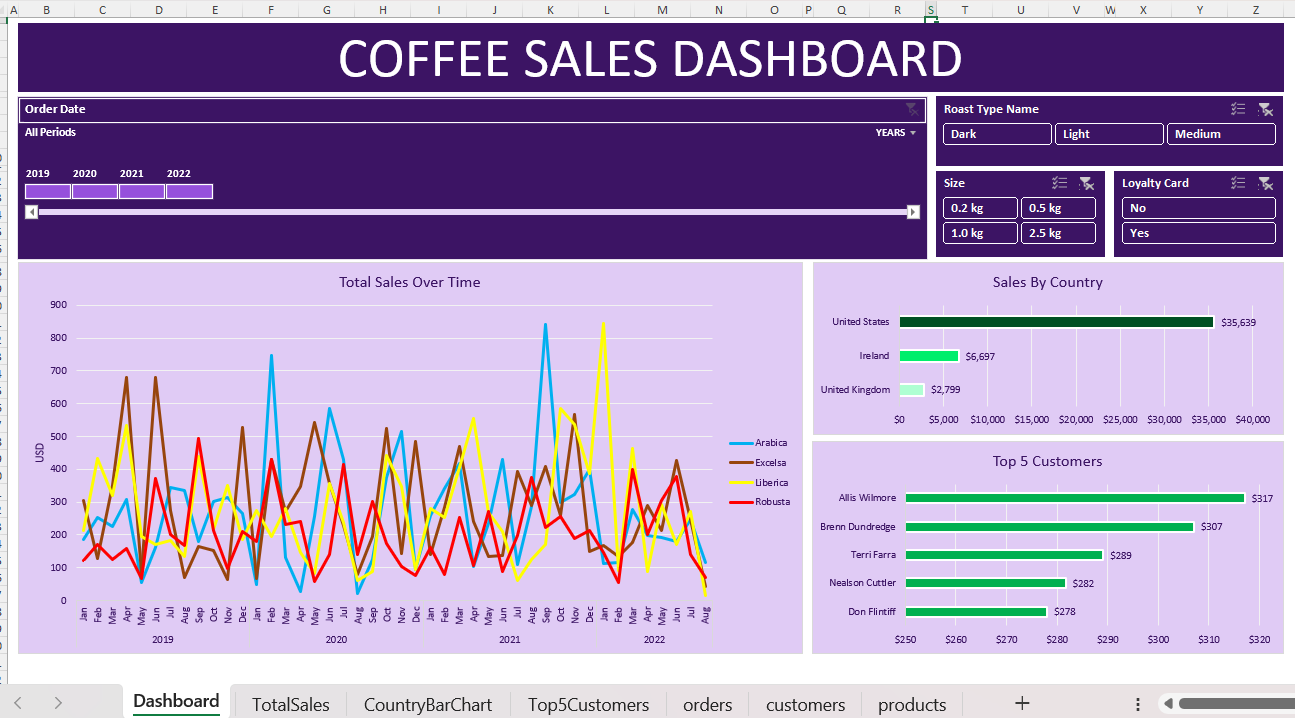 A B C D E F G H I J K L M N O P Q R S T U V W X Y Z
COFFEE SALES DASHBOARD
Order Date
All Periods
YEARS
2019 2020 2021 2022
Roast Type Name
Dark Light Medium
Size
0.2 kg 0.5 kg
1.0 kg 2.5 kg
Loyalty Card
No
Yes
Total Sales Over Time
900
800
700
600
500
400
300
200
100
0
USD
Jan Feb Mar Apr May Jun Jul Aug Sep Oct Nov Dec Jan Feb Mar Apr May Jun Jul Aug Sep Oct Nov Dec Jan Feb Mar Apr May Jun Jul Aug Sep Oct Nov Dec Jan Feb Mar Apr May Jun Jul Aug
2019 2020 2021 2022
Arabica
Excelsa
Liberica
Robusta
Sales By Country
United States $35,639
Ireland $6,697
United Kingdom $2,799
$0 $5,000 $10,000 $15,000 $20,000 $25,000 $30,000 $35,000 $40,000
Top 5 Customers
Allis Wilmore $317
Brenn Dundredge $307
Terri Farra $289
Nealson Cuttler $282
Don Flintiff $278
$250 $260 $270 $280 $290 $300 $310 $320
Dashboard TotalSales CountryBarChart Top5Customers orders customers products